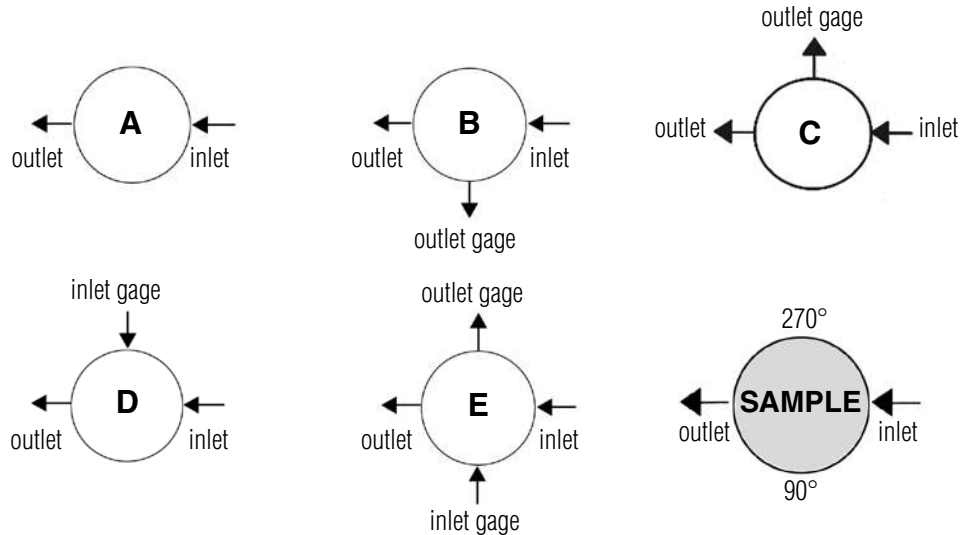 A
outlet
inlet
B
outlet
inlet
outlet gage
outlet gage
C
outlet
inlet
inlet gage
D
outlet
inlet
outlet gage
E
outlet
inlet
inlet gage
270°
SAMPLE
outlet
inlet
90°